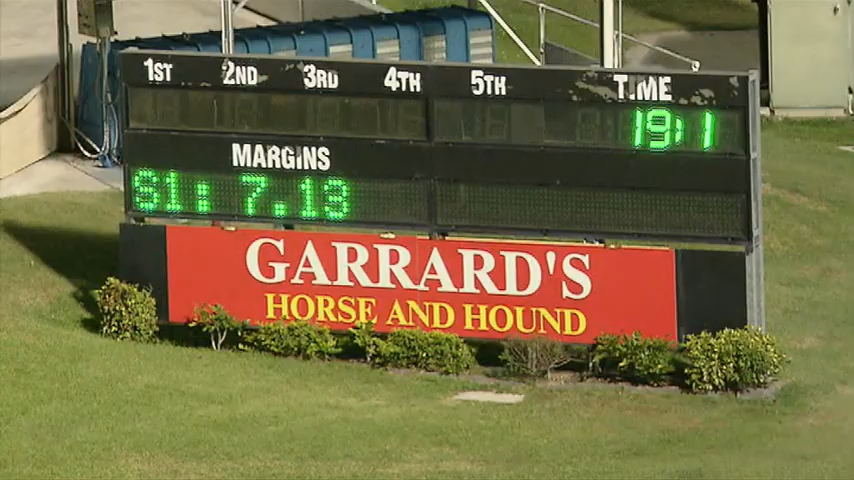 1ST 2ND 3RD 4TH 5TH TIME
19:1
MARGINS
S1: 7.13
GARRARD'S
HORSE AND HOUND